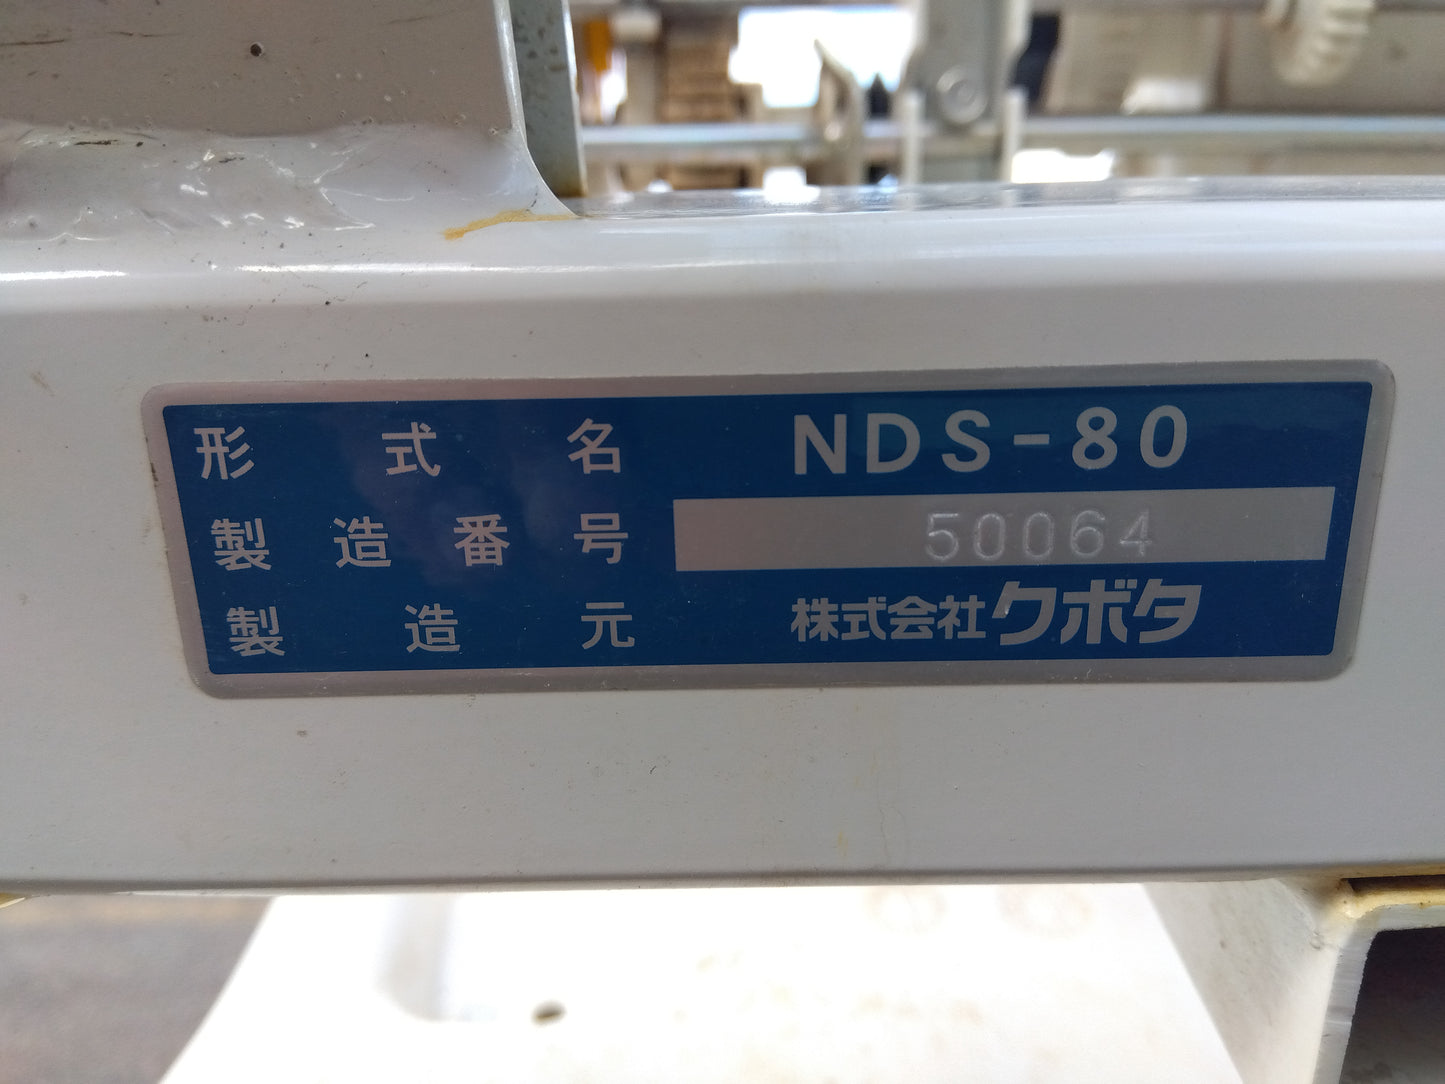 形式名 NDS-80
製造番号 50064
製造元 株式会社クボタ